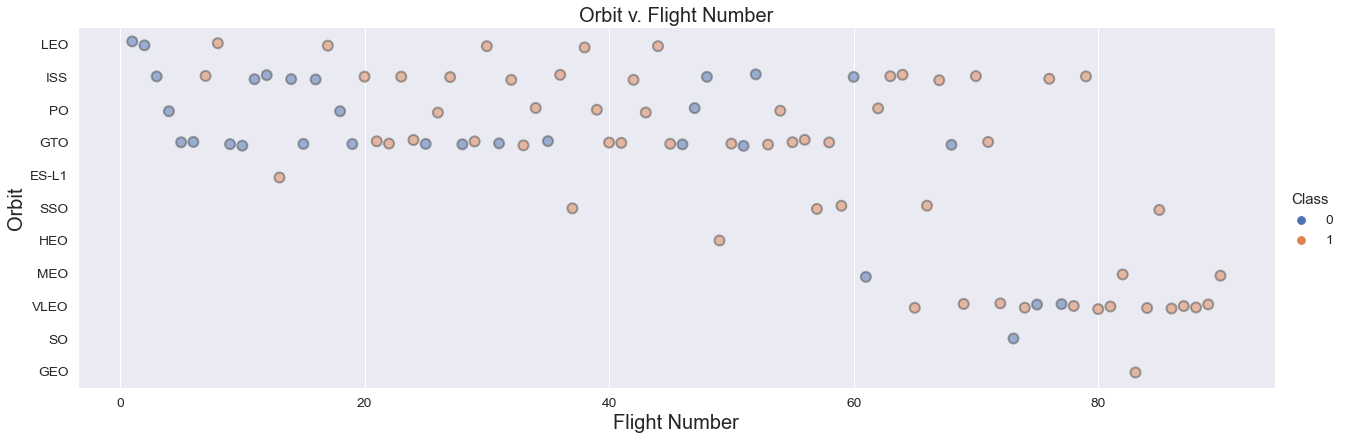 Orbit v. Flight Number
LEO
ISS
PO
GTO
ES-L1
SSO
HEO
MEO
VLEO
SO
GEO
Orbit
0
20
40
60
80
Flight Number
Class
0
1